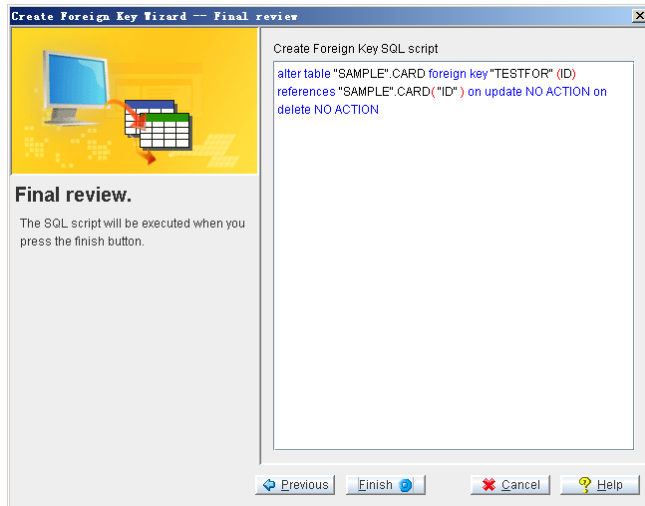 Create Foreign Key Wizard -- Final review
Create Foreign Key SQL script
alter table "SAMPLE".CARD foreign key "TESTFOR" (ID)
references "SAMPLE".CARD( "ID" ) on update NO ACTION on
delete NO ACTION
Final review.
The SQL script will be executed when you
press the finish button.
Previous
Finish
Cancel
Help